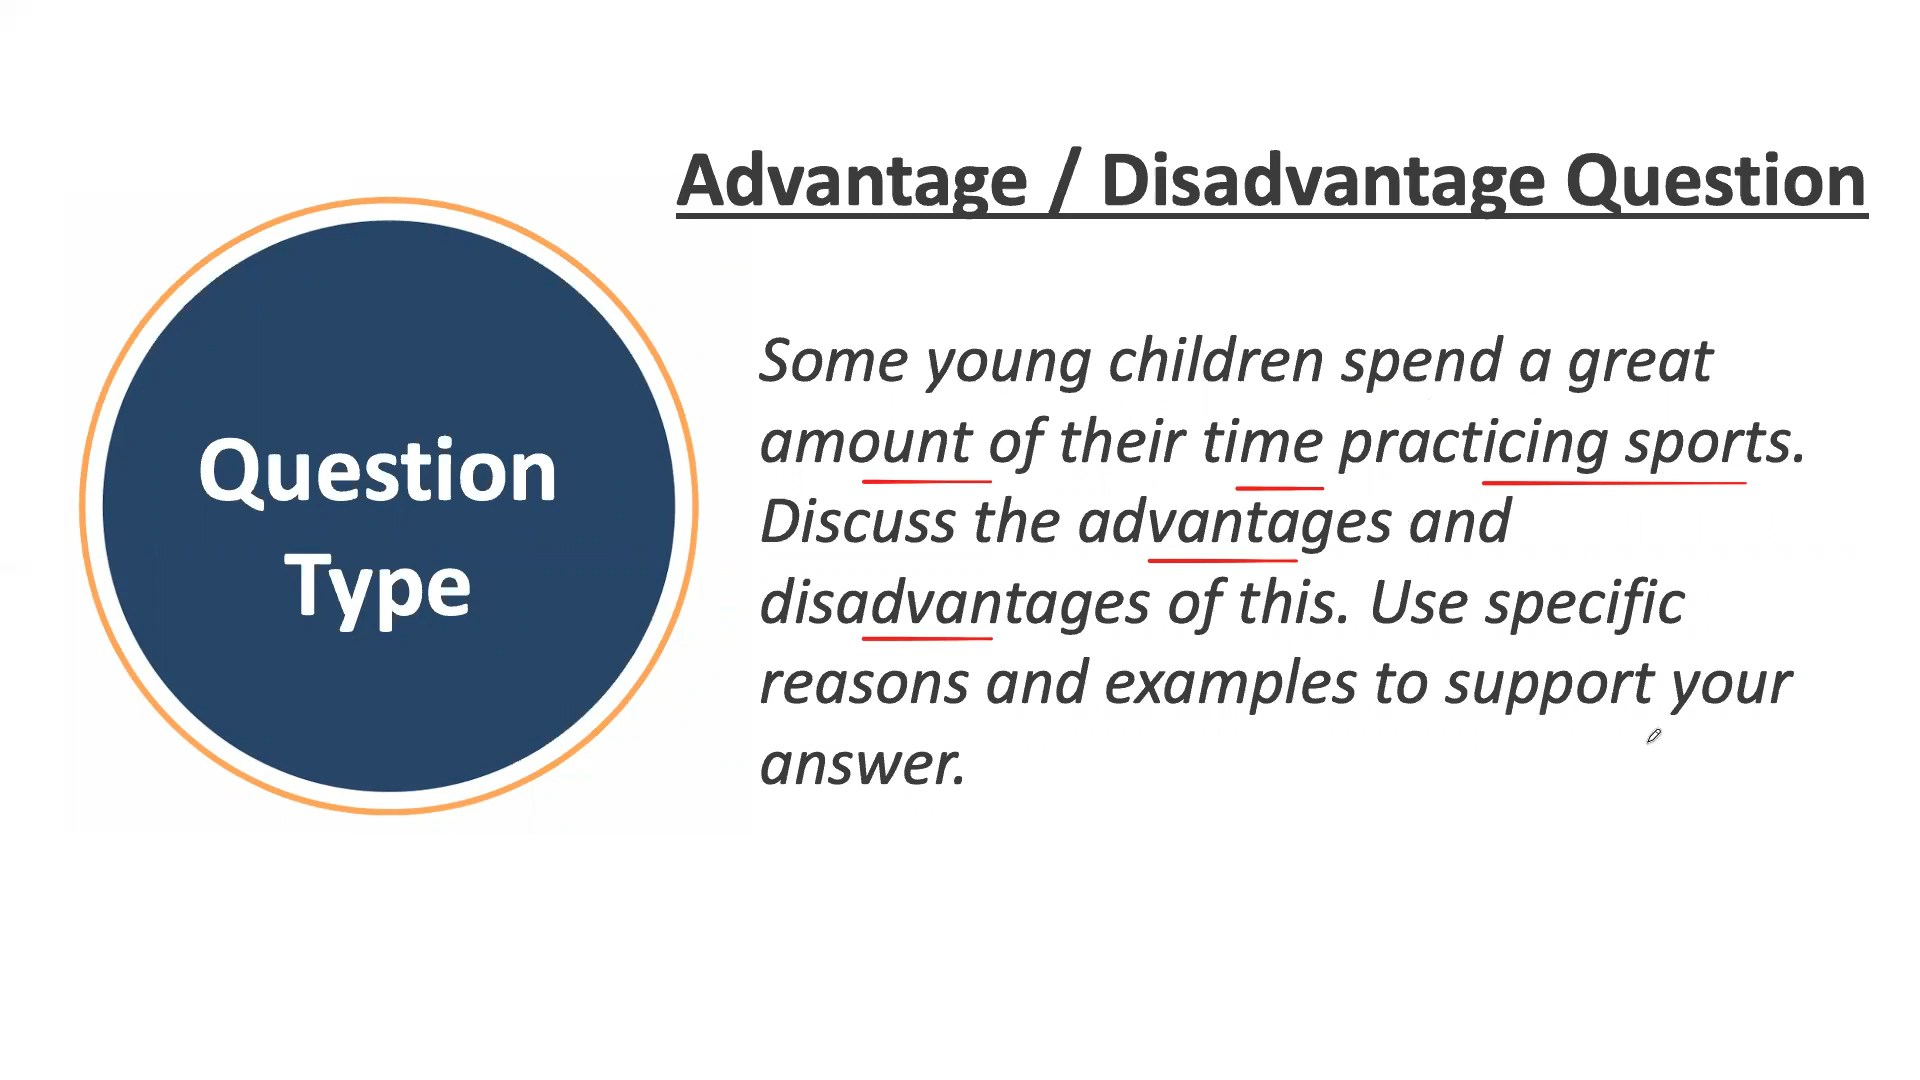 Advantage / Disadvantage Question
Question
Type
Some young children spend a great
amount of their time practicing sports.
Discuss the advantages and
disadvantages of this. Use specific
reasons and examples to support your
answer.